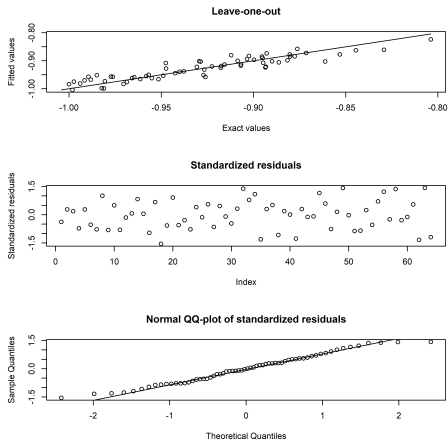 Leave-one-out
Fitted values
-1.00 -0.90 -0.80
-1.00 -0.95 -0.90 -0.85 -0.80
Exact values
Standardized residuals
Standardized residuals
-1.5 0.0 1.5
0 10 20 30 40 50 60
Index
Normal QQ-plot of standardized residuals
Sample Quantiles
-1.5 0.0 1.5
-2 -1 0 1 2
Theoretical Quantiles